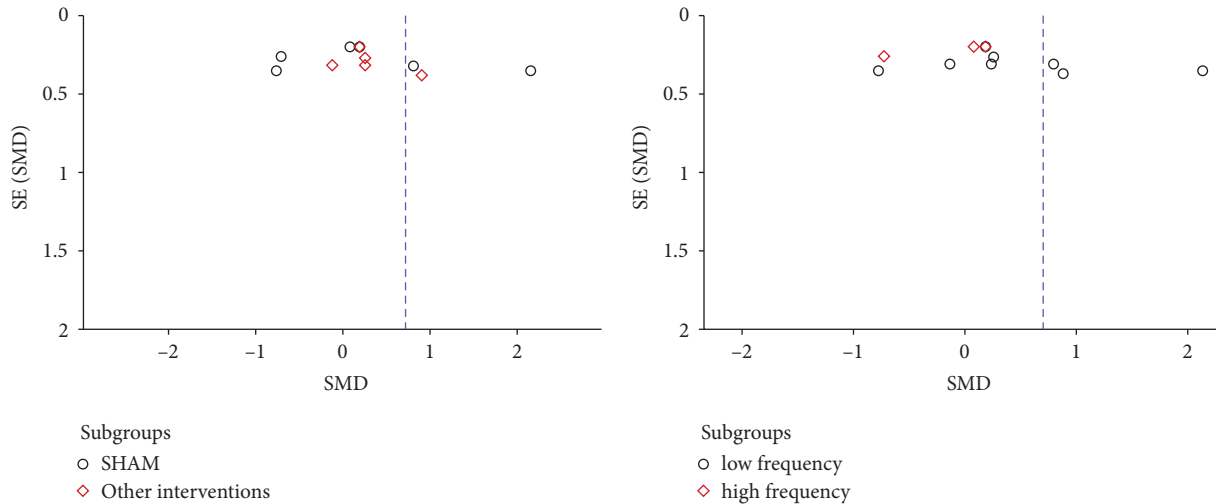 0
0.5
1
1.5
2
SE (SMD)
–2
–1
0
1
2
SMD
Subgroups
SHAM
Other interventions
0
0.5
1
1.5
2
SE (SMD)
–2
–1
0
1
2
SMD
Subgroups
low frequency
high frequency